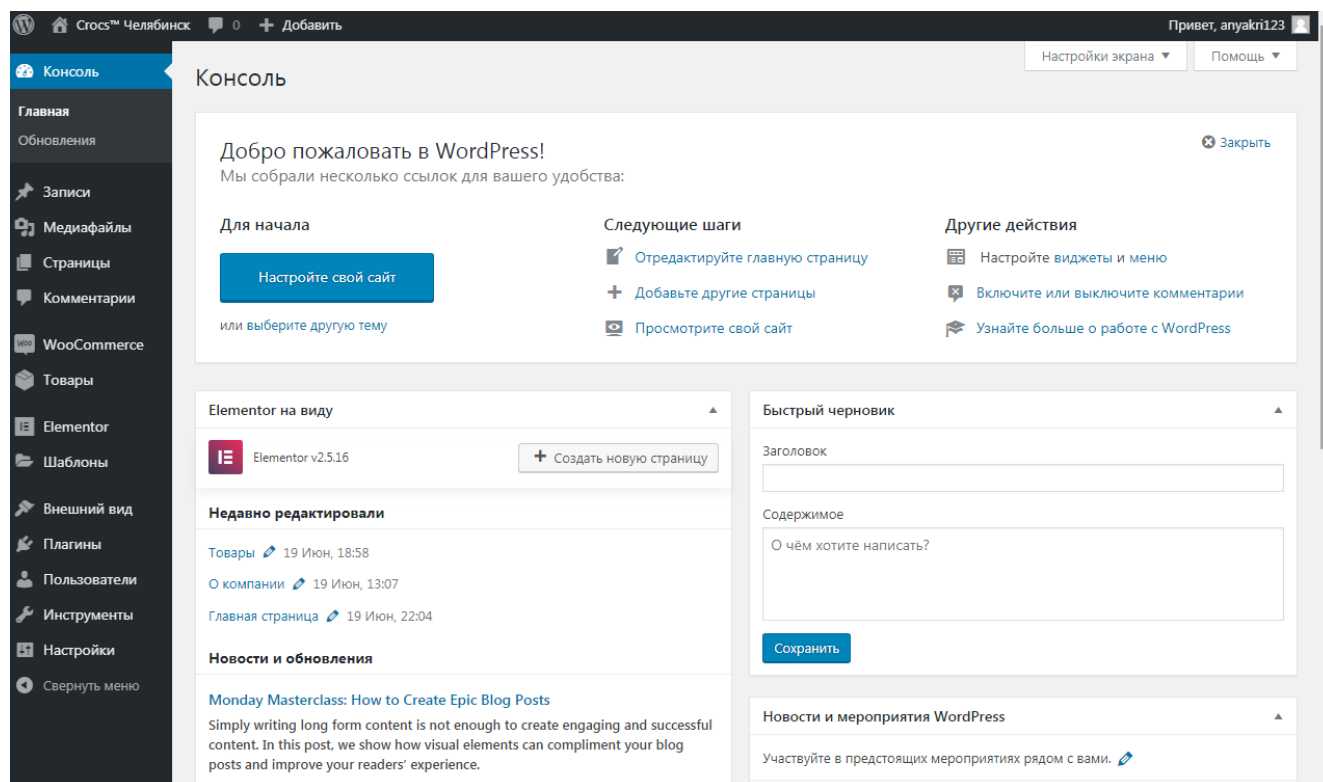 Crocs™ Челябинск 0 Добавить
Привет, anyakri123
Консоль
Главная
Обновления
Записи
Медиафайлы
Страницы
Комментарии
WooCommerce
Товары
Elementor
Шаблоны
Внешний вид
Плагины
Пользователи
Инструменты
Настройки
Свернуть меню
Настройки экрана
Помощь
Консоль
Добро пожаловать в WordPress!
Закрыть
Мы собрали несколько ссылок для вашего удобства:
Для начала
Настройте свой сайт
или выберите другую тему
Следующие шаги
Отредактируйте главную страницу
Добавьте другие страницы
Просмотрите свой сайт
Другие действия
Настройте виджеты и меню
Включите или выключите комментарии
Узнайте больше о работе с WordPress
Elementor на виду
Elementor v2.5.16
Создать новую страницу
Недавно редактировали
Товары 19 Июн, 18:58
О компании 19 Июн, 13:07
Главная страница 19 Июн, 22:04
Новости и обновления
Monday Masterclass: How to Create Epic Blog Posts
Simply writing long form content is not enough to create engaging and successful
content. In this post, we show how visual elements can compliment your blog
posts and improve your readers’ experience.
Быстрый черновик
Заголовок
Содержимое
О чём хотите написать?
Сохранить
Новости и мероприятия WordPress
Участвуйте в предстоящих мероприятиях рядом с вами.